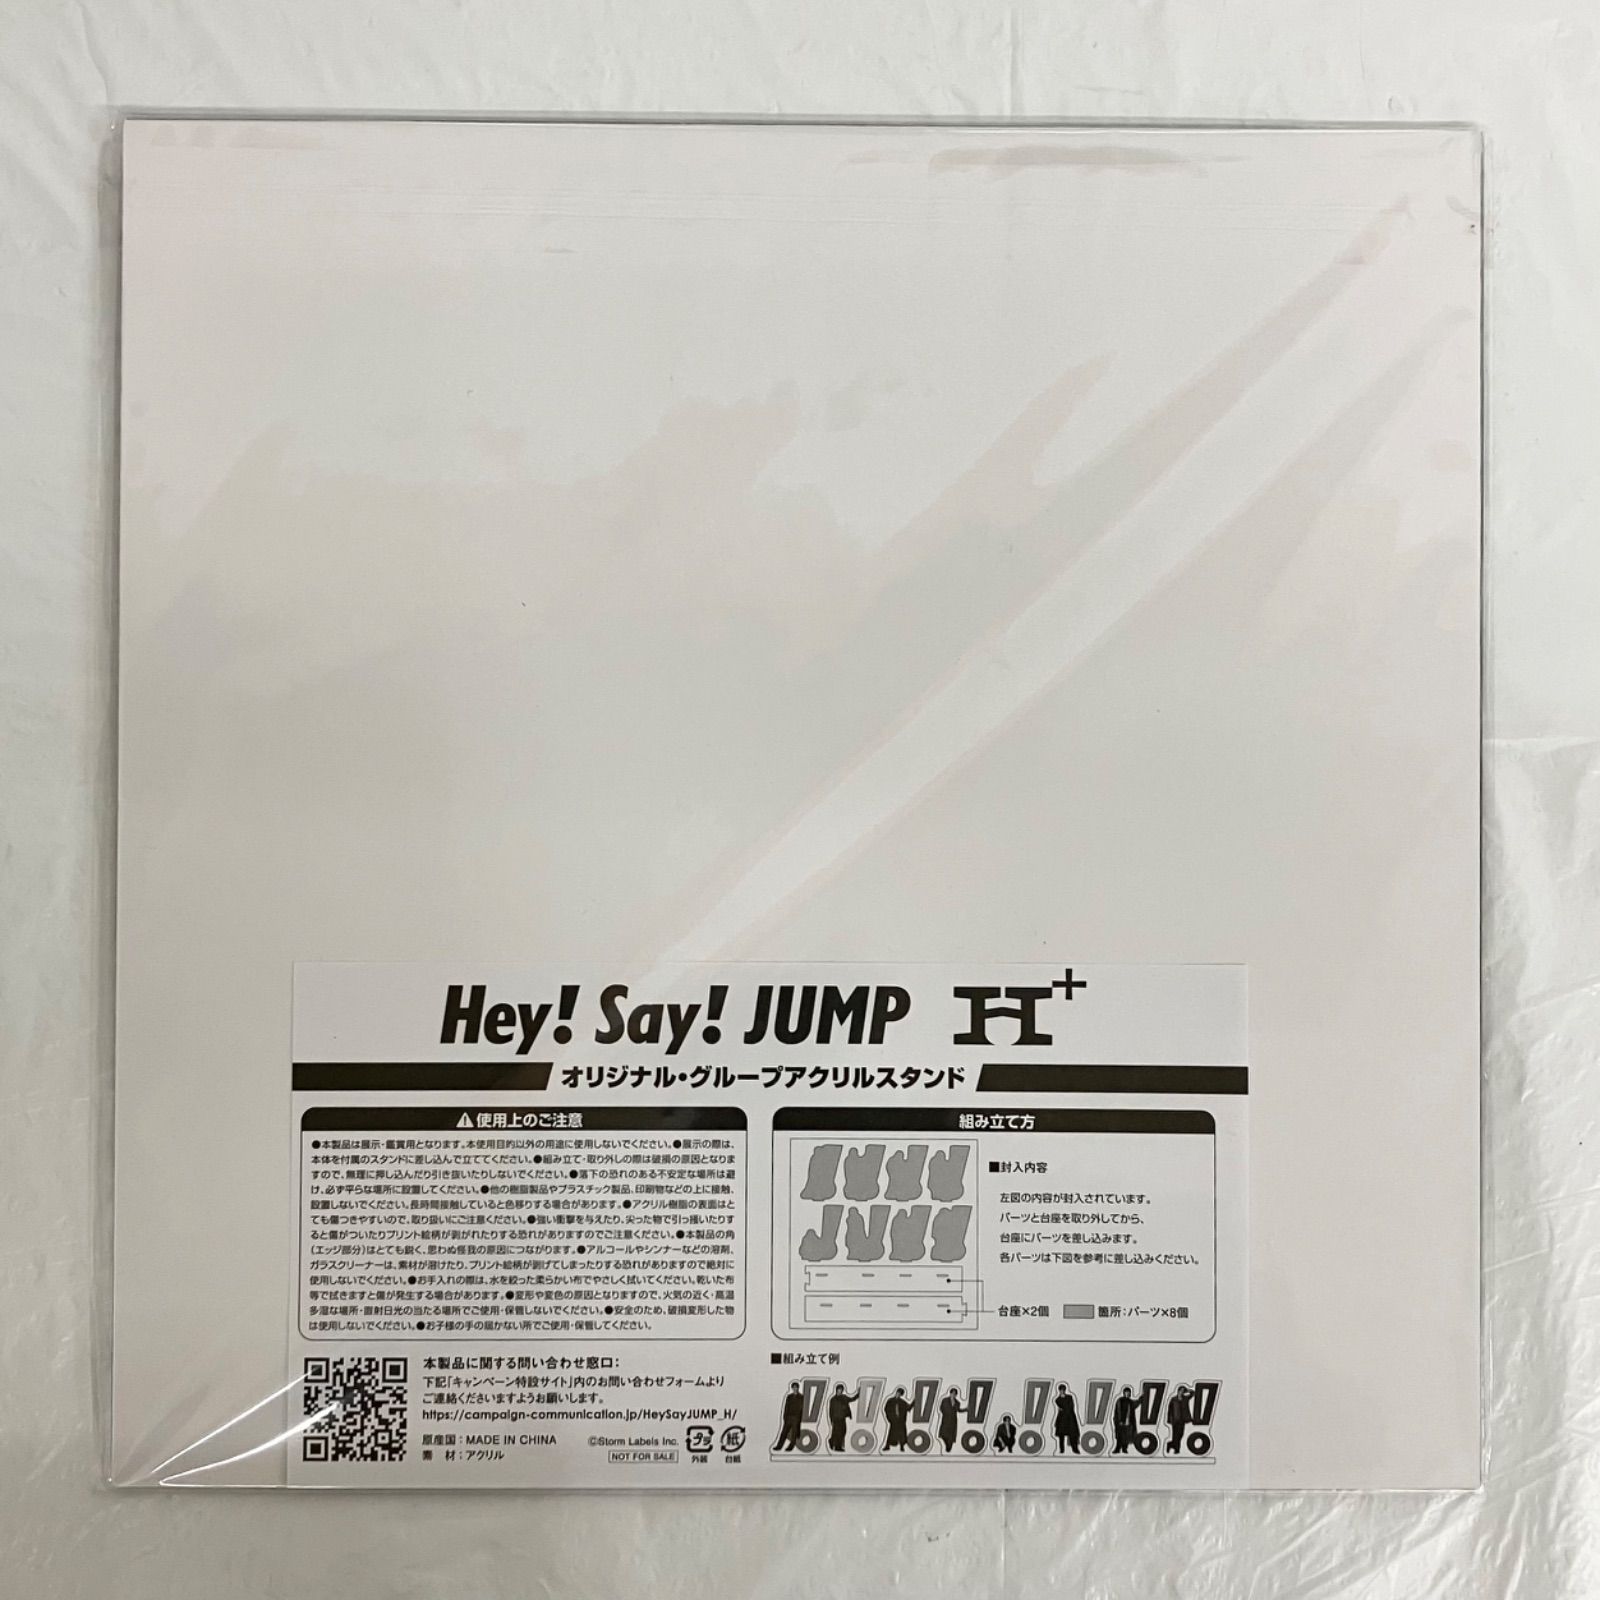 Hey! Say! JUMP H+
オリジナル・グループアクリルスタンド
⚠使用上のご注意
●本製品は展示・鑑賞用となります。本使用目的以外の用途に使用しないでください。●展示の際は、
本体を付属のスタンドに差し込んで立ててください。●組み立て・取り外しの際は破損の原因となりま
すので、無理に押し込んだり引き抜いたりしないでください。●落下の恐れのある不安定な場所は避
け、必ず平らな場所に設置してください。●他の樹脂製品やプラスチック製品、印刷物などの上に接触、
設置しないでください。長時間接触していると色移りする場合があります。●アクリル樹脂の表面はと
ても傷つきやすいので、取り扱いにご注意ください。●強い衝撃を与えたり、尖った物で引っ掻いたりす
ると傷がついたりプリント絵柄が剥がれたりする恐れがありますのでご注意ください。●本製品の角
(エッジ部分)はとても鋭く、思わぬ怪我の原因につながります。●アルコールやシンナーなどの溶剤、
ガラスクリーナーは、素材が溶けたり、プリント絵柄が剥げてしまったりする恐れがありますので絶対に
使用しないでください。●お手入れの際は、水を絞った柔らかい布でやさしく拭いてください。乾いた布
等で拭きますと傷が発生する場合があります。●変形や変色の原因となりますので、火気の近く・高温
多湿な場所・直射日光の当たる場所でご使用・保管しないでください。●安全のため、破損変形した物
は使用しないでください。●お子様の手の届かない所でご使用・保管してください。
組み立て方
■封入内容
左図の内容が封入されています。
パーツと台座を取り外してから、
台座にパーツを差し込みます。
各パーツは下図を参考に差し込みください。
台座×2個
箇所：パーツ×8個
本製品に関する問い合わせ窓口：
下記「キャンペーン特設サイト」内のお問い合わせフォームより
ご連絡くださいますようお願いします。
https://campaign-communication.jp/HeySayJUMP_H/
原産国：MADE IN CHINA
素 材：アクリル
©Storm Labels Inc.
NOT FOR SALE
プラ
外装
紙
台紙
■組み立て例